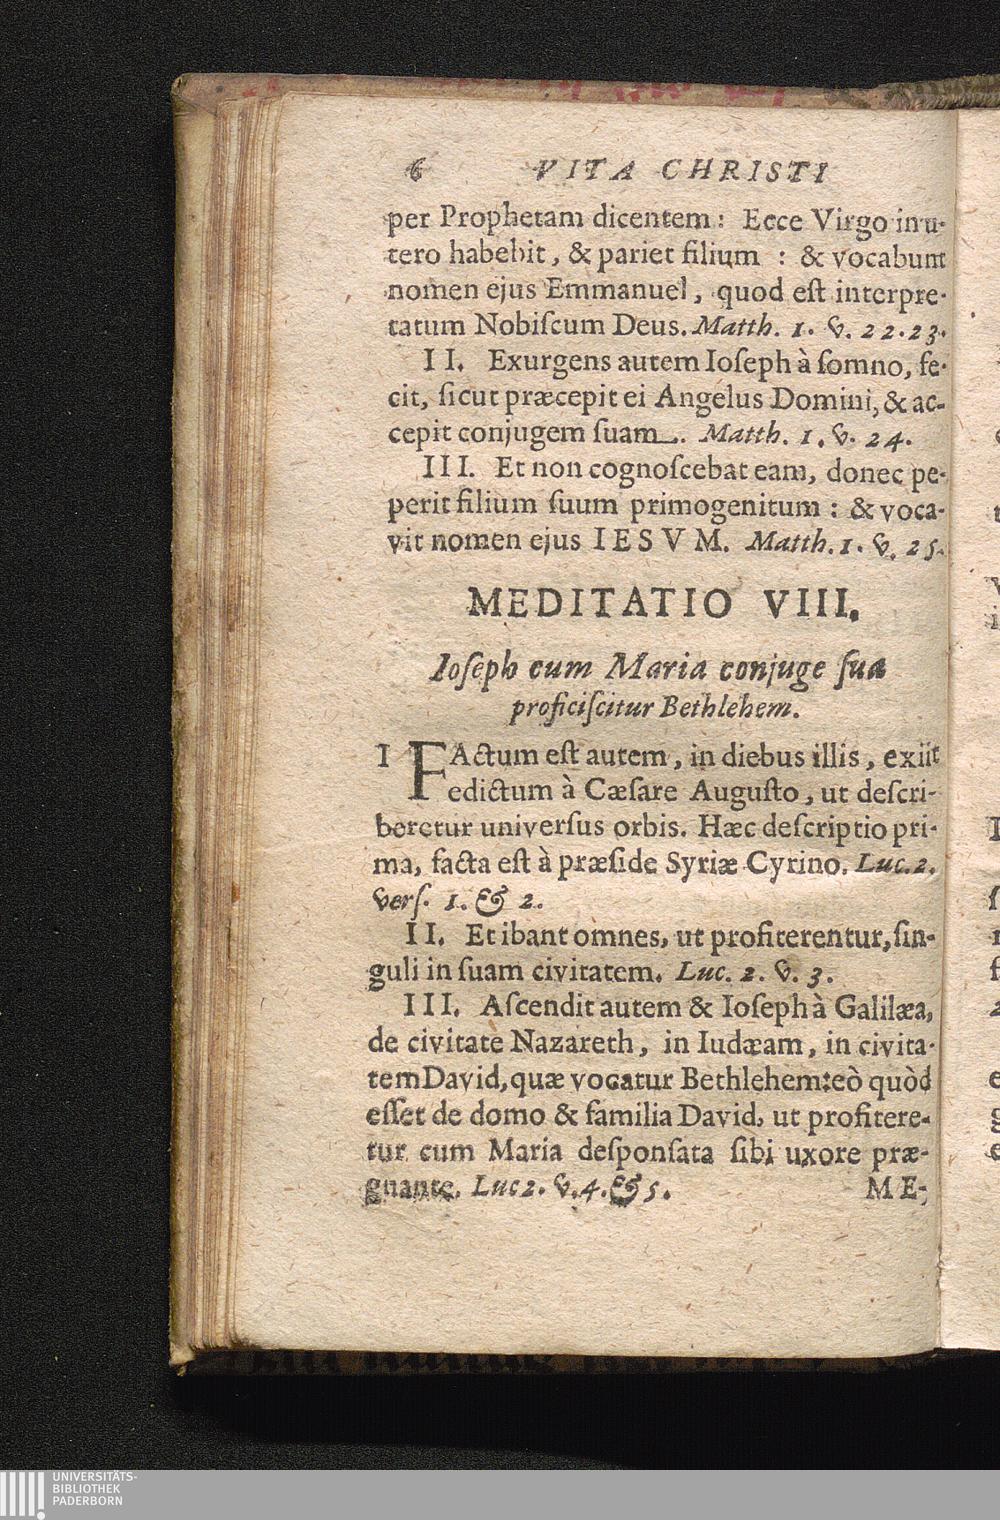 6 VITA CHRISTI
per Prophetam dicentem: Ecce Virgo in u-
tero habebit, & pariet filium : & vocabunt
nomen ejus Emmanuel, quod eſt interpre-
tatum Nobiſcum Deus. Matth. 1. v. 22. 23.
II. Exurgens autem Ioſeph à ſomno, fe-
cit, ſicut præcepit ei Angelus Domini, & ac-
cepit conjugem ſuam. Matth. 1. v. 24.
III. Et non cognoſcebat eam, donec pe-
perit filium ſuum primogenitum : & voca-
vit nomen ejus IESVM. Matth. 1. v. 25.
MEDITATIO VIII.
Ioſeph cum Maria conjuge ſua
proficiſcitur Bethlehem.
I FActum eſt autem, in diebus illis, exiit
edictum à Cæſare Auguſto, ut deſcri-
beretur univerſus orbis. Hæc deſcriptio pri-
ma, facta eſt à præſide Syriæ Cyrino. Luc. 2.
verſ. 1. & 2.
II. Et ibant omnes, ut profiterentur, ſin-
guli in ſuam civitatem. Luc. 2. v. 3.
III. Aſcendit autem & Ioſeph à Galilæa,
de civitate Nazareth, in Iudæam, in civita-
tem David, quæ vocatur Bethlehem: eò quòd
eſſet de domo & familia David, ut profitere-
tur cum Maria deſponſata ſibi uxore præ-
gnante. Luc 2. v. 4. & 5. ME-
UNIVERSITÄTS-
BIBLIOTHEK
PADERBORN